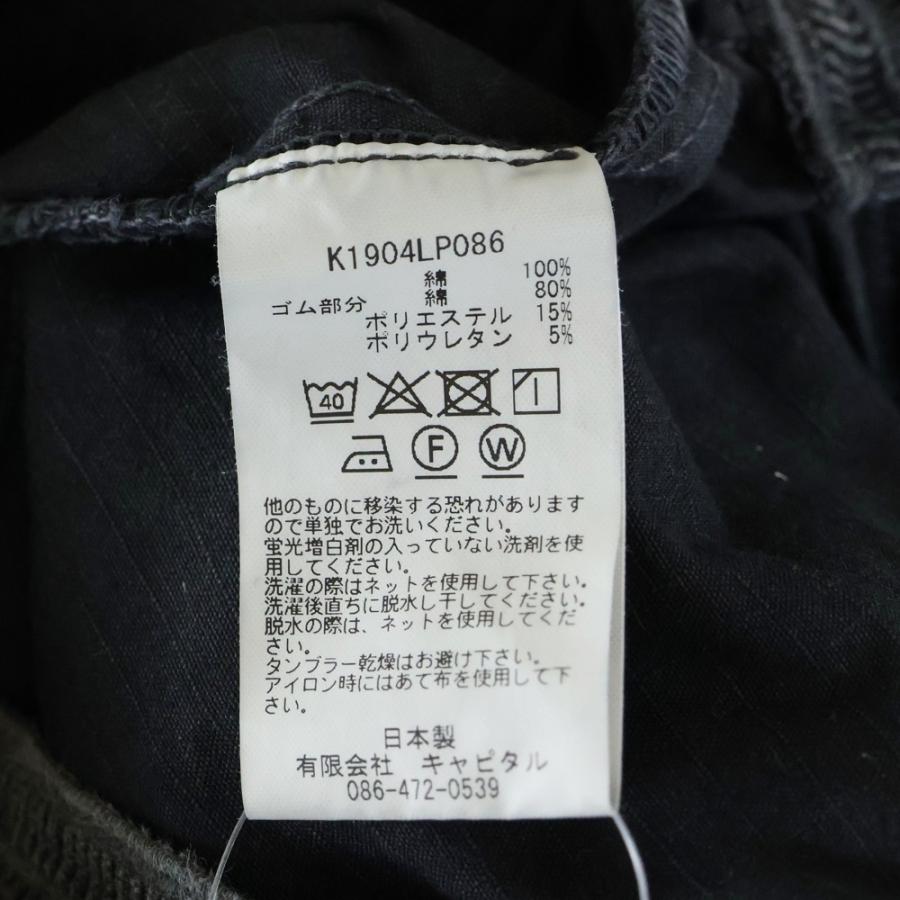 K1904LP086
綿 100%
ゴム部分 綿 80%
ポリエステル 15%
ポリウレタン 5%
40
F W
他のものに移染する恐れがあります
ので単独でお洗いください。
蛍光増白剤の入っていない洗剤を使
用してください。
洗濯の際はネットを使用して下さい。
洗濯後直ちに脱水し干してください。
脱水の際は、ネットを使用してくだ
さい。
タンブラー乾燥はお避け下さい。
アイロン時にはあて布を使用して下
さい。
日本製
有限会社 キャピタル
086-472-0539